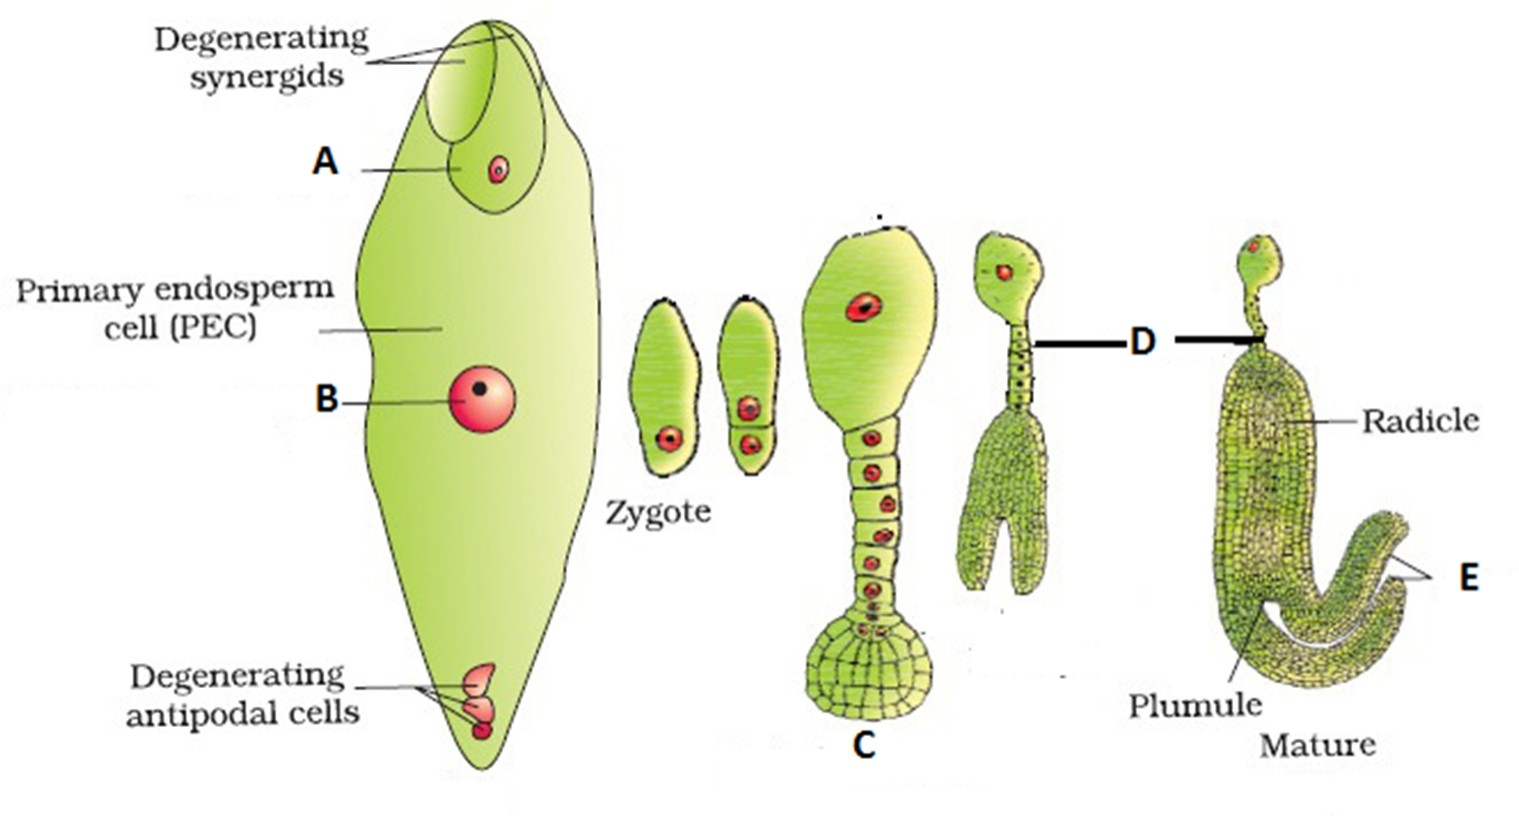 Degenerating
synergids
A
Primary endosperm
cell (PEC)
B
Degenerating
antipodal cells
Zygote
C
D
Radicle
E
Plumule
Mature